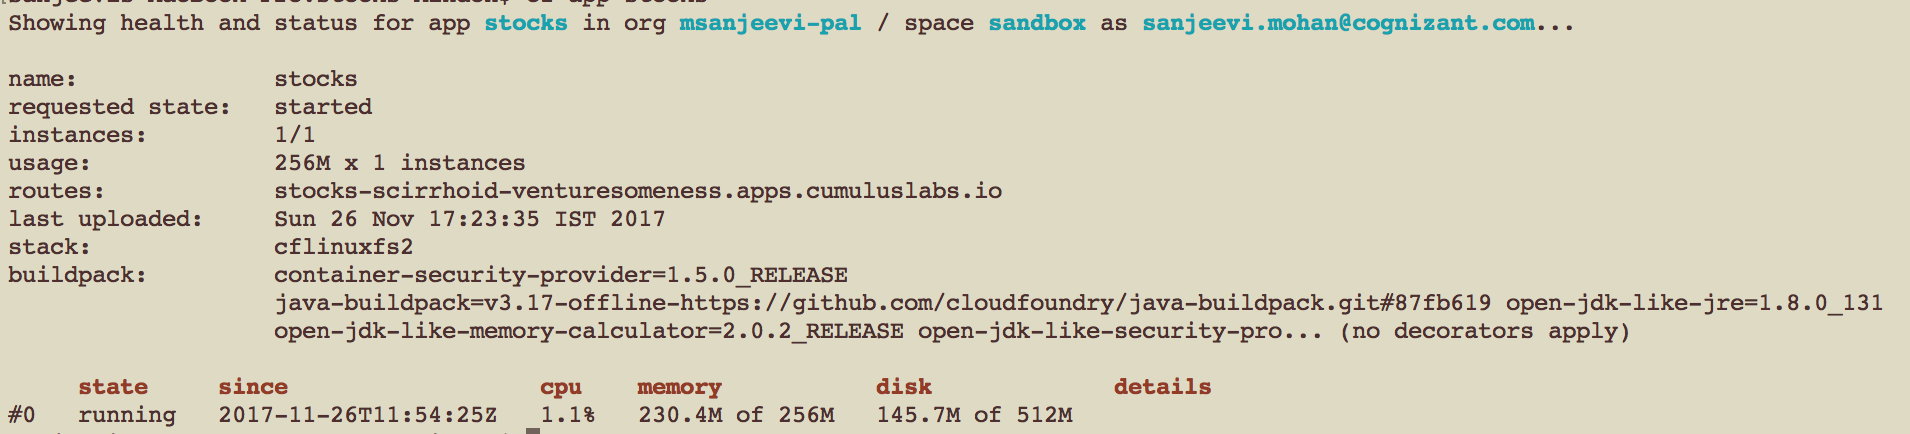 Showing health and status for app stocks in org msanjeevi-pal / space sandbox as sanjeevi.mohan@cognizant.com...
name: stocks
requested state: started
instances: 1/1
usage: 256M x 1 instances
routes: stocks-scirrhoid-venturesomeness.apps.cumuluslabs.io
last uploaded: Sun 26 Nov 17:23:35 IST 2017
stack: cflinuxfs2
buildpack: container-security-provider=1.5.0_RELEASE
java-buildpack=v3.17-offline-https://github.com/cloudfoundry/java-buildpack.git#87fb619 open-jdk-like-jre=1.8.0_131
open-jdk-like-memory-calculator=2.0.2_RELEASE open-jdk-like-security-pro... (no decorators apply)
state since cpu memory disk details
#0 running 2017-11-26T11:54:25Z 1.1% 230.4M of 256M 145.7M of 512M